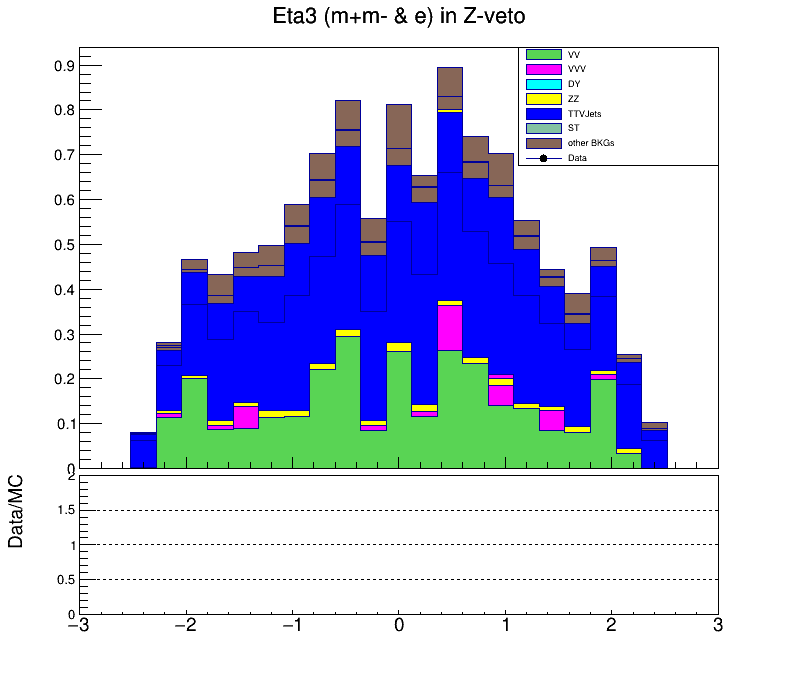 Eta3 (m+m- & e) in Z-veto
0.9
0.8
0.7
0.6
0.5
0.4
0.3
0.2
0.1
0
VV
VVV
DY
ZZ
TTVJets
ST
other BKGs
Data
Data/MC
2
1.5
1
0.5
0
−3 −2 −1 0 1 2 3